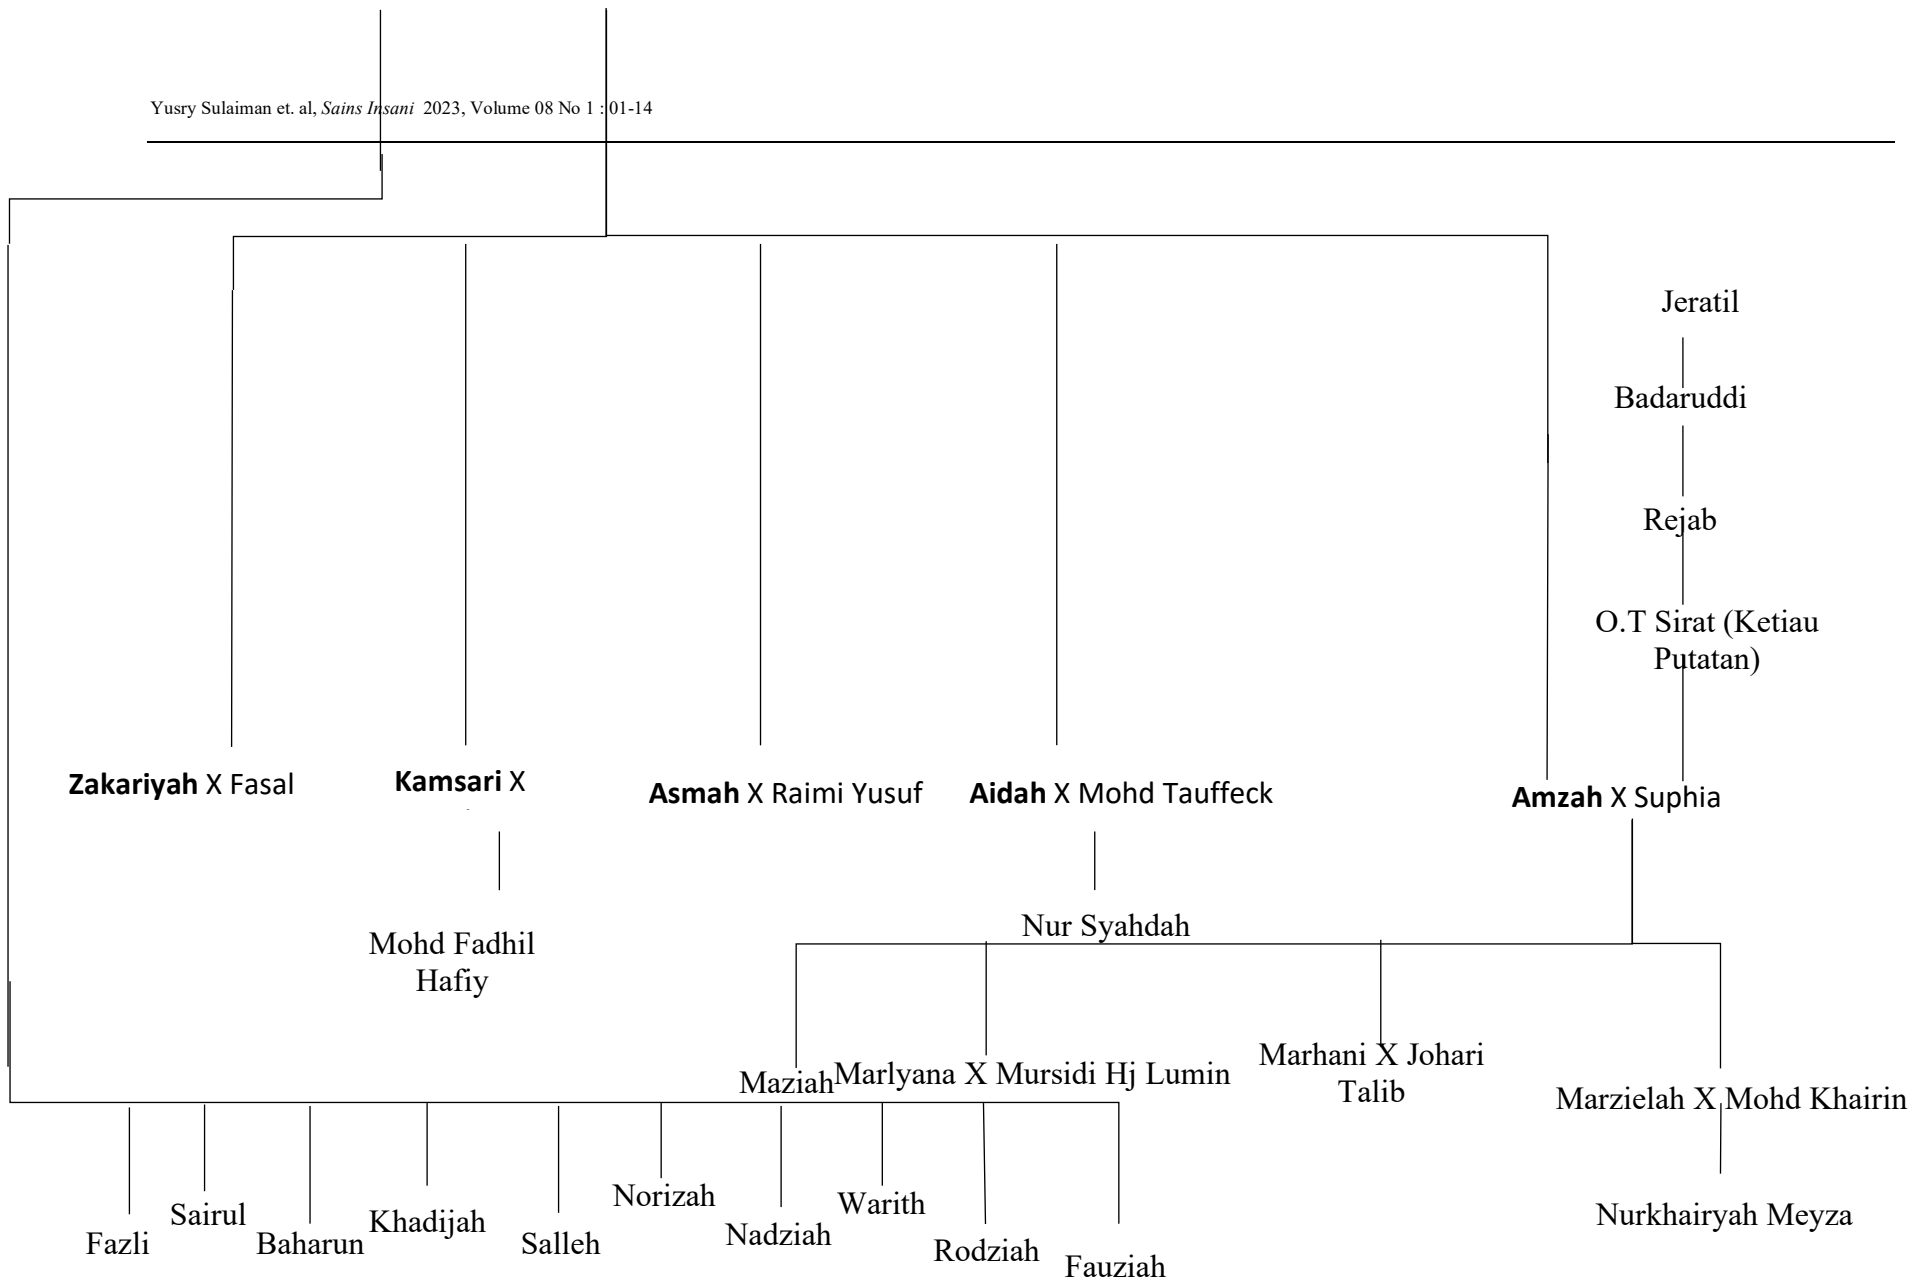 Yusry Sulaiman et. al, Sains Insani 2023, Volume 08 No 1 : 01-14
Jeratil
Badaruddi
Rejab
O.T Sirat (Ketiau
Putatan)
Zakariyah X Fasal
Kamsari X
Asmah X Raimi Yusuf
Aidah X Mohd Tauffeck
Amzah X Suphia
Mohd Fadhil
Hafiy
Nur Syahdah
Maziah
Marlyana X Mursidi Hj Lumin
Marhani X Johari
Talib
Marzielah X Mohd Khairin
Fazli
Sairul
Baharun
Khadijah
Salleh
Norizah
Nadziah
Warith
Rodziah
Fauziah
Nurkhairyah Meyza